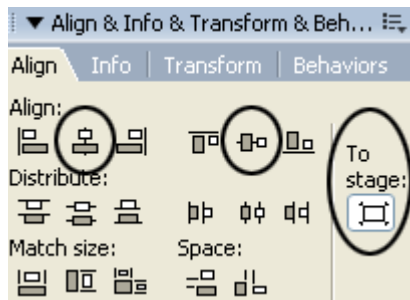 Align & Info & Transform & Beh...
Align Info Transform Behaviors
Align:
To
stage:
Distribute:
Match size: Space: